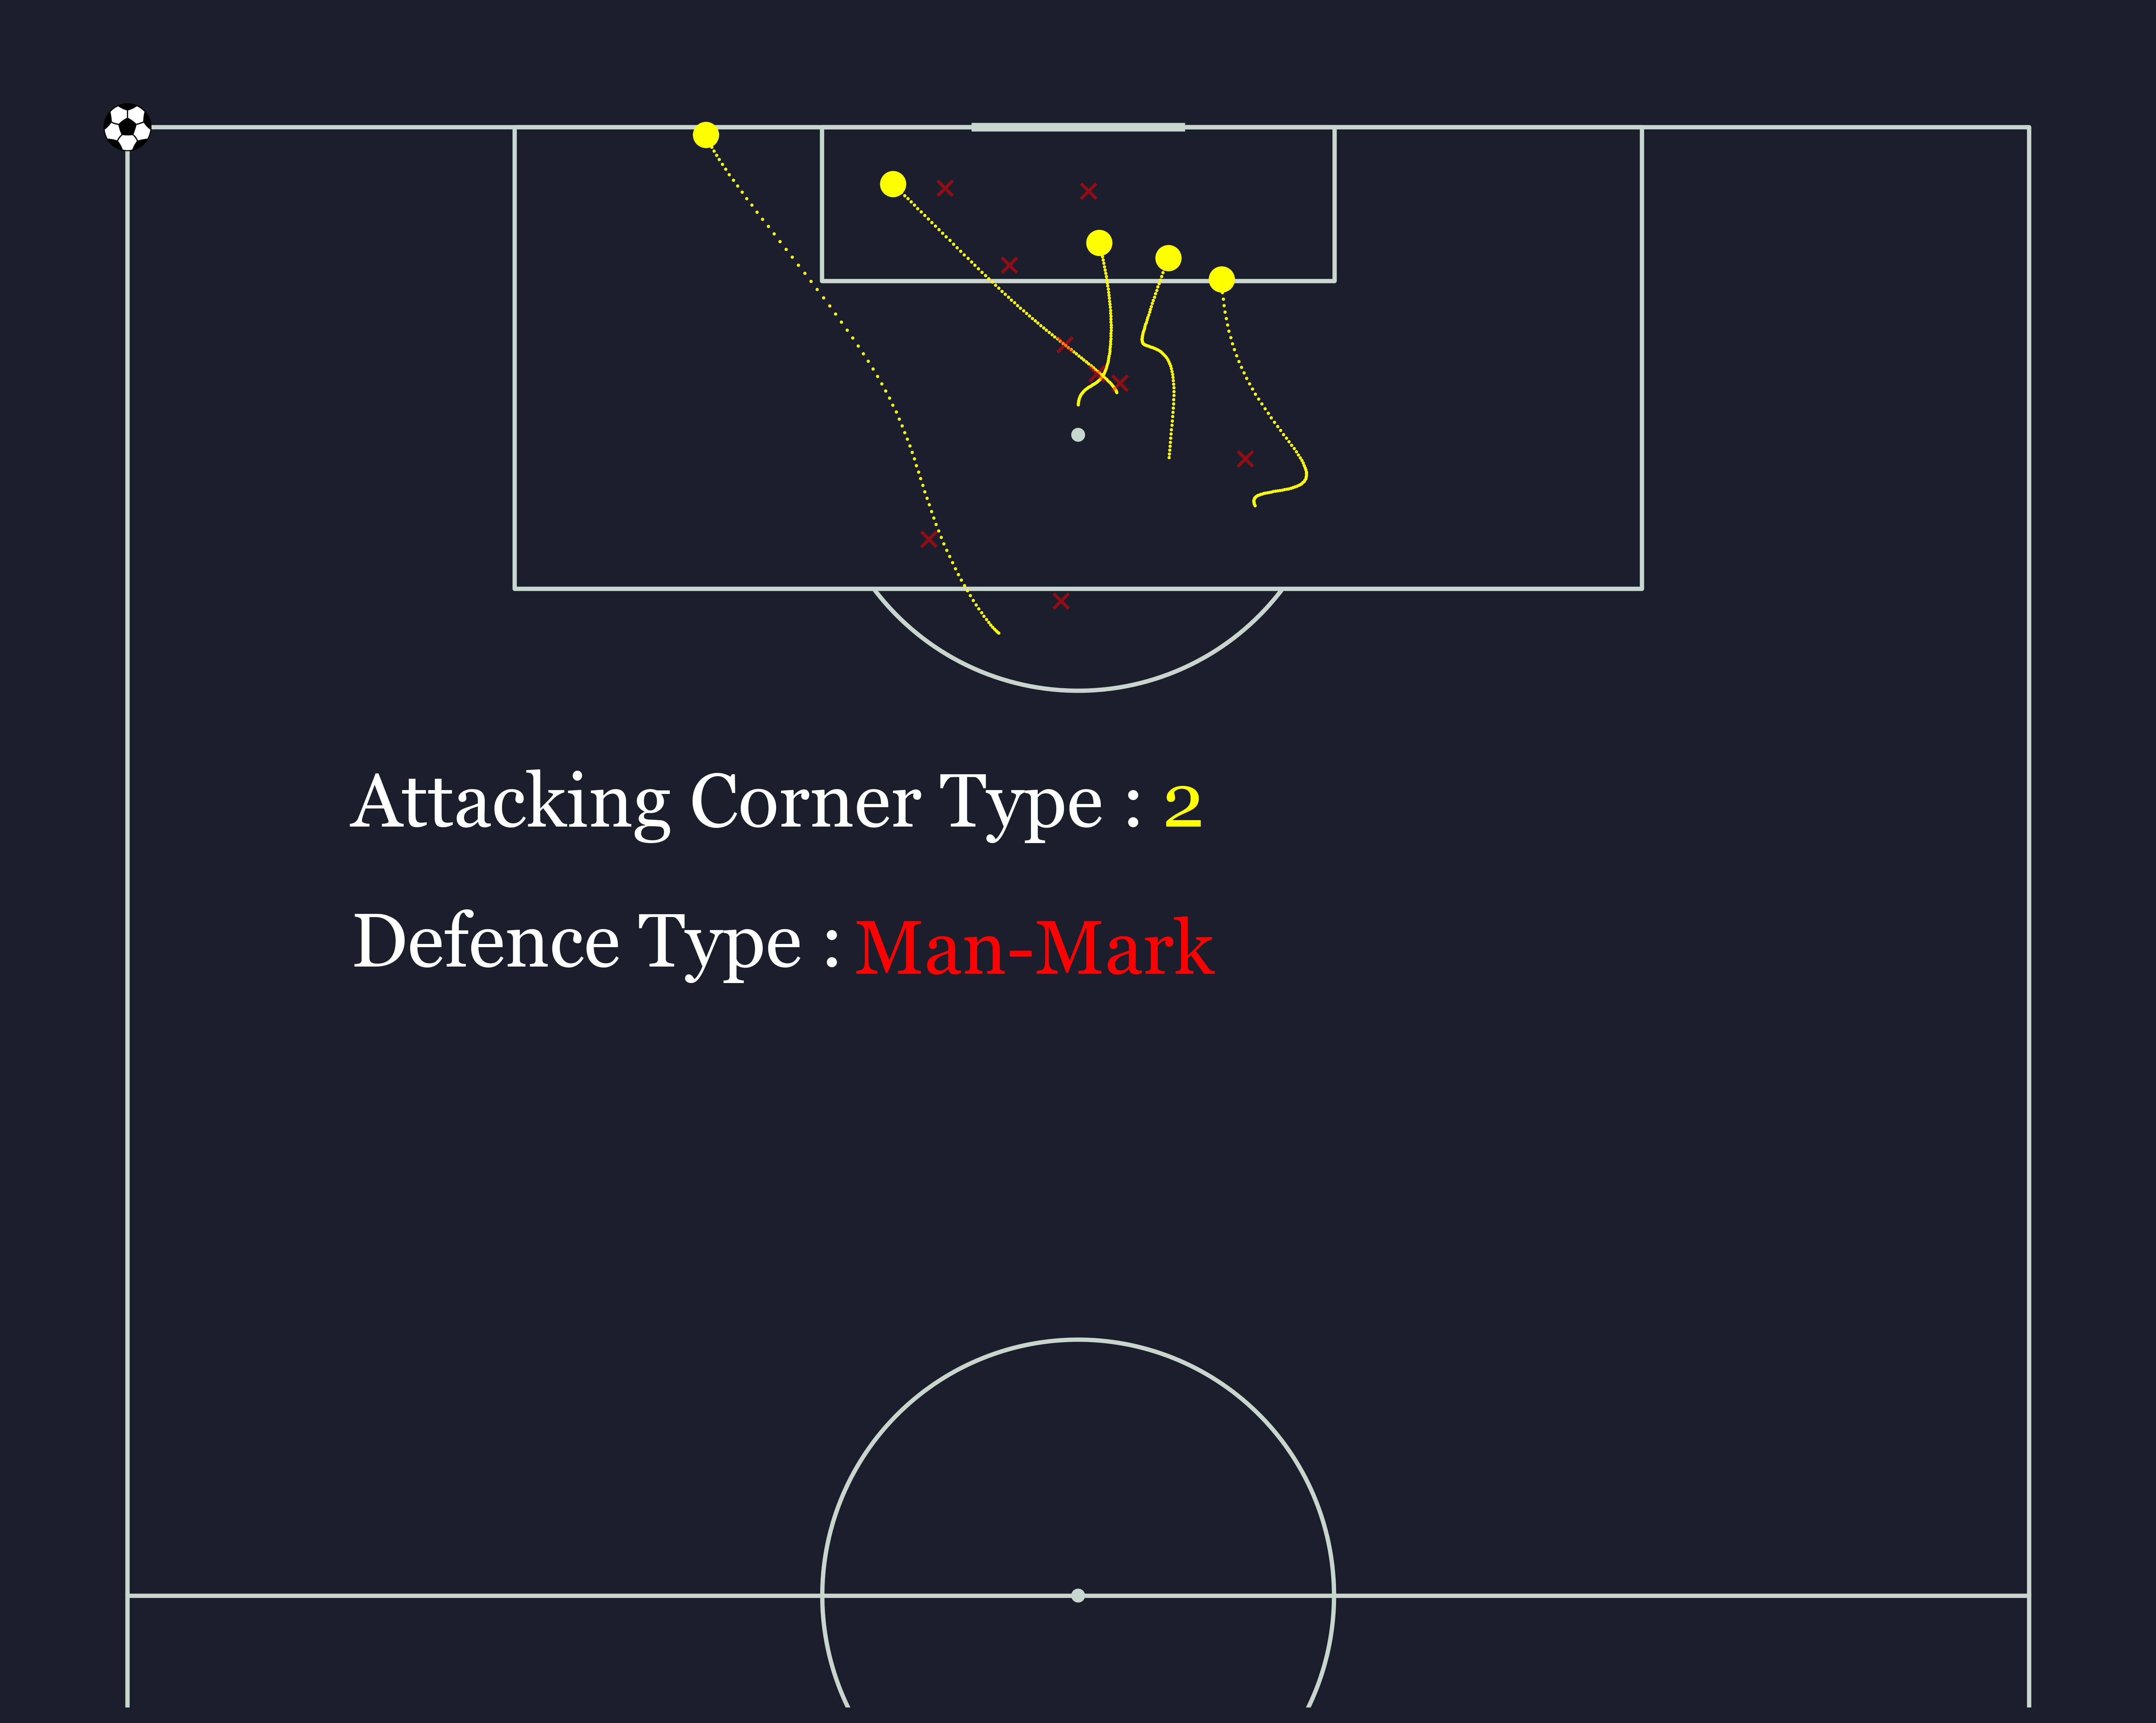 Attacking Corner Type : 2
Defence Type : Man-Mark